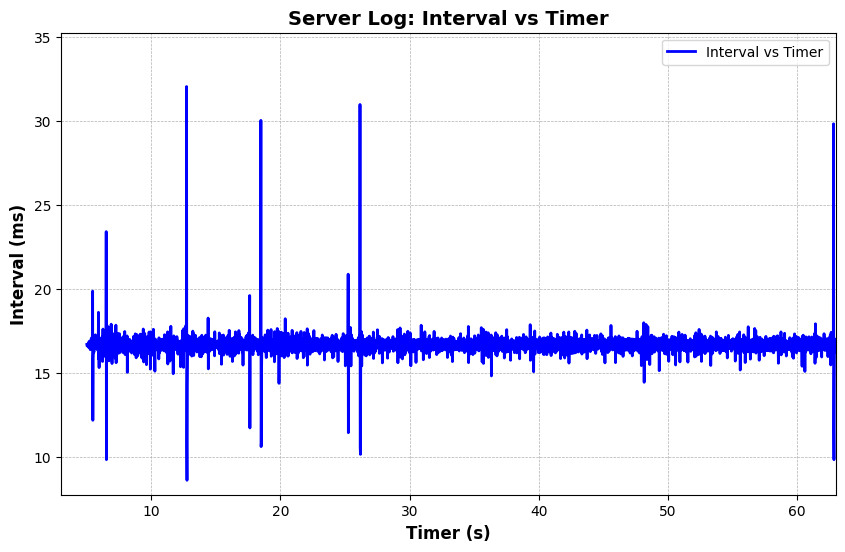 Server Log: Interval vs Timer
Interval vs Timer
35
30
25
20
15
10
Interval (ms)
10 20 30 40 50 60
Timer (s)